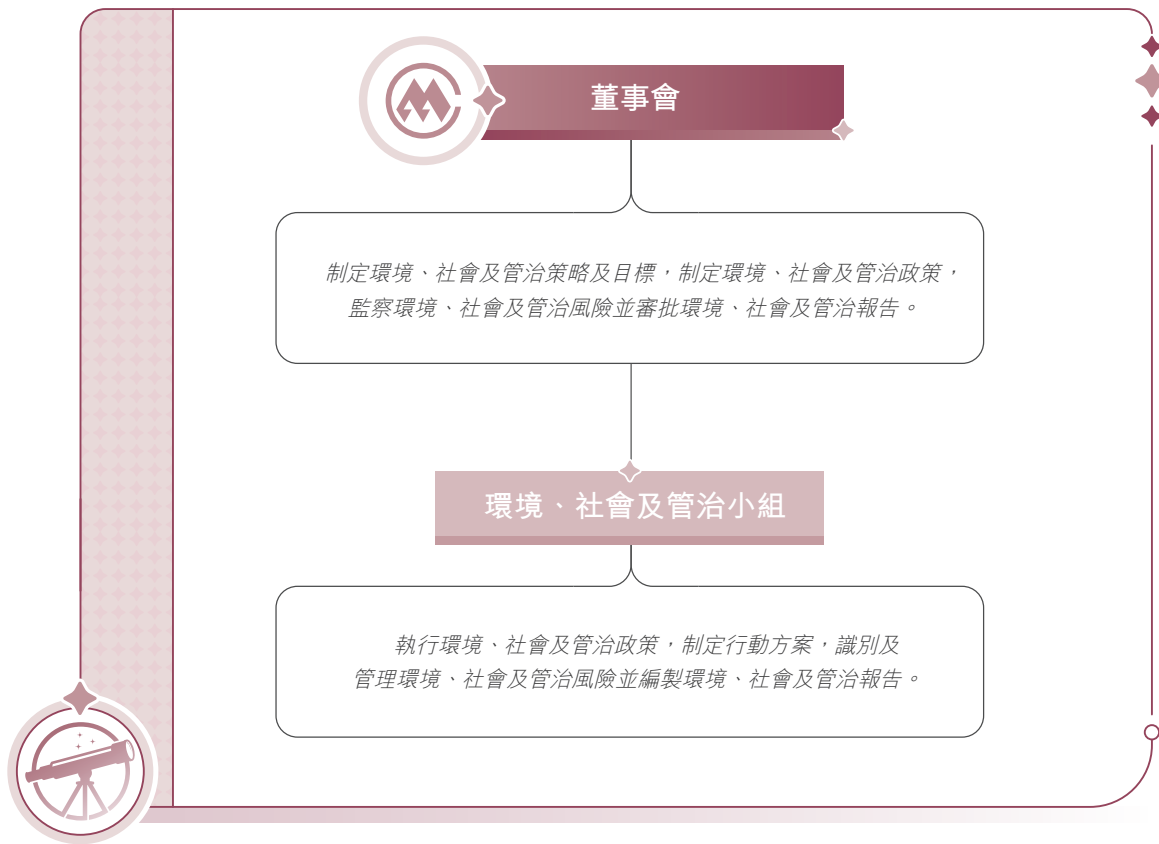 董事會
制定環境、社會及管治策略及目標，制定環境、社會及管治政策，
監察環境、社會及管治風險並審批環境、社會及管治報告。
環境、社會及管治小組
執行環境、社會及管治政策，制定行動方案，識別及
管理環境、社會及管治風險並編製環境、社會及管治報告。